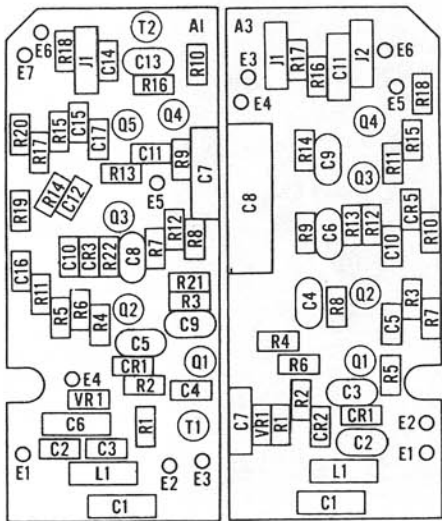 T2 A1
E6
E7
R18
J1
C14
C13
R16
R10
R20
R17
R15
C15
C17
Q5
Q4
C11
R13
R9
C7
E5
R14
C12
R19
Q3
R12
R8
C16
C10
CR3
R22
C8
R7
R11
R21
R3
C9
R5
R6
R4
Q2
C5
CR1
Q1
R2
C4
E4
VR1
C6
R1
T1
C2
C3
E1
L1
E2
E3
C1
A3
J1
R17
R16
C11
J2
E6
E3
E4
E5
R18
Q4
R14
C9
R11
R15
Q3
C8
R9
C6
R13
R12
C10
CR5
R10
C4
R8
Q2
C5
R3
R7
R4
R6
Q1
R5
C7
VR1
R1
R2
CR2
C3
CR1
C2
E2
E1
L1
C1